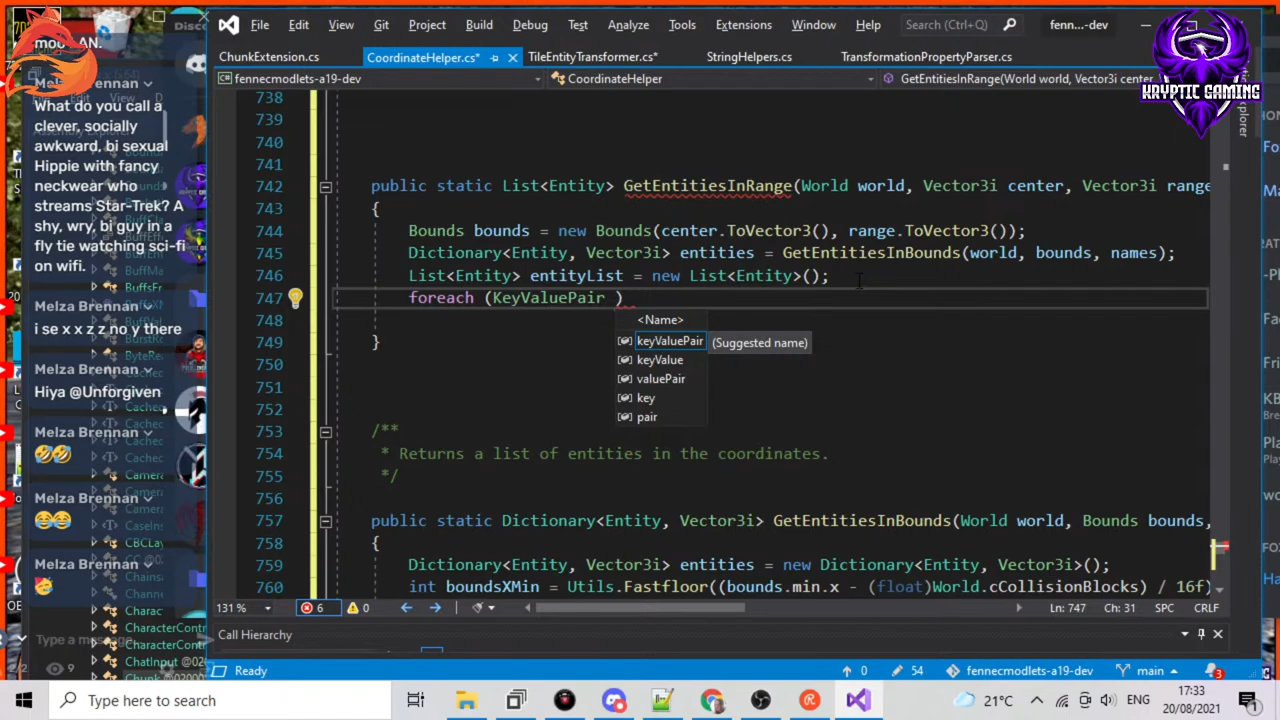 File Edit View Git Project Build Debug Test Analyze Tools Extensions Window Help Search (Ctrl+Q) fenn...-dev
ChunkExtension.cs CoordinateHelper.cs* TileEntityTransformer.cs* StringHelpers.cs TransformationPropertyParser.cs
fennecmodlets-a19-dev CoordinateHelper GetEntitiesInRange(World world, Vector3i center,
KRYPTIC GAMING
Melza Brennan
What do you call a
clever, socially
awkward, bi sexual
Hippie with fancy
neckwear who
streams Star-Trek? A
shy, wry, bi guy in a
fly tie watching sci-fi
on wifi.
Melza Brennan
i se x x z z no y there
Melza Brennan
Hiya @Unforgiven
Melza Brennan
🤣🤣
Melza Brennan
😂😂
Melza Brennan
🥳
Type a message
9
738
739
740
741
742 public static List<Entity> GetEntitiesInRange(World world, Vector3i center, Vector3i range
743 {
744 Bounds bounds = new Bounds(center.ToVector3(), range.ToVector3());
745 Dictionary<Entity, Vector3i> entities = GetEntitiesInBounds(world, bounds, names);
746 List<Entity> entityList = new List<Entity>();
747 foreach (KeyValuePair )
748
749 }
750
751
752
753 /**
754 * Returns a list of entities in the coordinates.
755 */
756
757 public static Dictionary<Entity, Vector3i> GetEntitiesInBounds(World world, Bounds bounds,
758 {
759 Dictionary<Entity, Vector3i> entities = new Dictionary<Entity, Vector3i>();
760 int boundsXMin = Utils.Fastfloor((bounds.min.x - (float)World.cCollisionBlocks) / 16f)
<Name>
keyValuePair (Suggested name)
keyValue
valuePair
key
pair
131 % 6 0 Ln: 747 Ch: 31 SPC CRLF
Call Hierarchy
Ready 0 54 fennecmodlets-a19-dev main 3
Type here to search 21°C ENG 17:33 20/08/2021